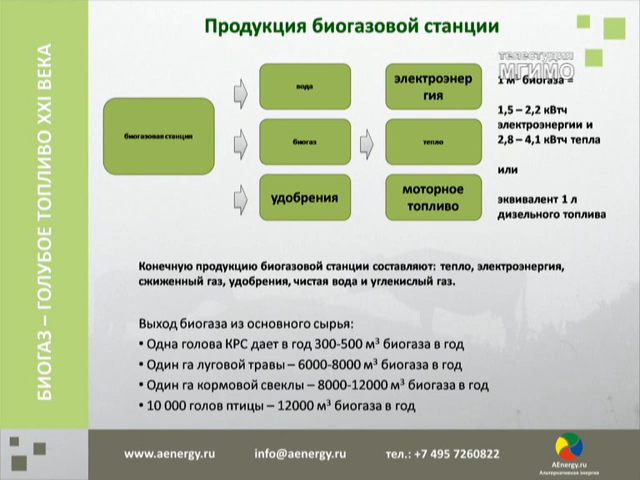 Продукция биогазовой станции
телестудия
МГИМО
БИОГАЗ – ГОЛУБОЕ ТОПЛИВО XXI ВЕКА
биогазовая станция
вода
биогаз
удобрения
электроэнер
гия
тепло
моторное
топливо
1 м³ биогаза =
1,5 – 2,2 кВтч
электроэнергии и
2,8 – 4,1 кВтч тепла
или
эквивалент 1 л
дизельного топлива
Конечную продукцию биогазовой станции составляют: тепло, электроэнергия,
сжиженный газ, удобрения, чистая вода и углекислый газ.
Выход биогаза из основного сырья:
• Одна голова КРС дает в год 300-500 м³ биогаза в год
• Один га луговой травы – 6000-8000 м³ биогаза в год
• Один га кормовой свеклы – 8000-12000 м³ биогаза в год
• 10 000 голов птицы – 12000 м³ биогаза в год
www.aenergy.ru info@aenergy.ru тел.: +7 495 7260822
AEnergy.ru
Альтернативная энергия